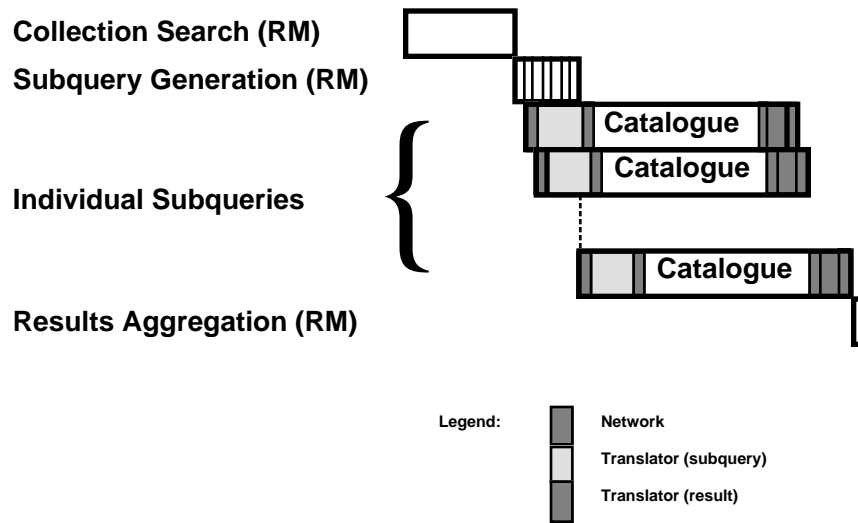 Collection Search (RM)
Subquery Generation (RM)
Catalogue
Catalogue
Individual Subqueries
Catalogue
Results Aggregation (RM)
Legend:
Network
Translator (subquery)
Translator (result)